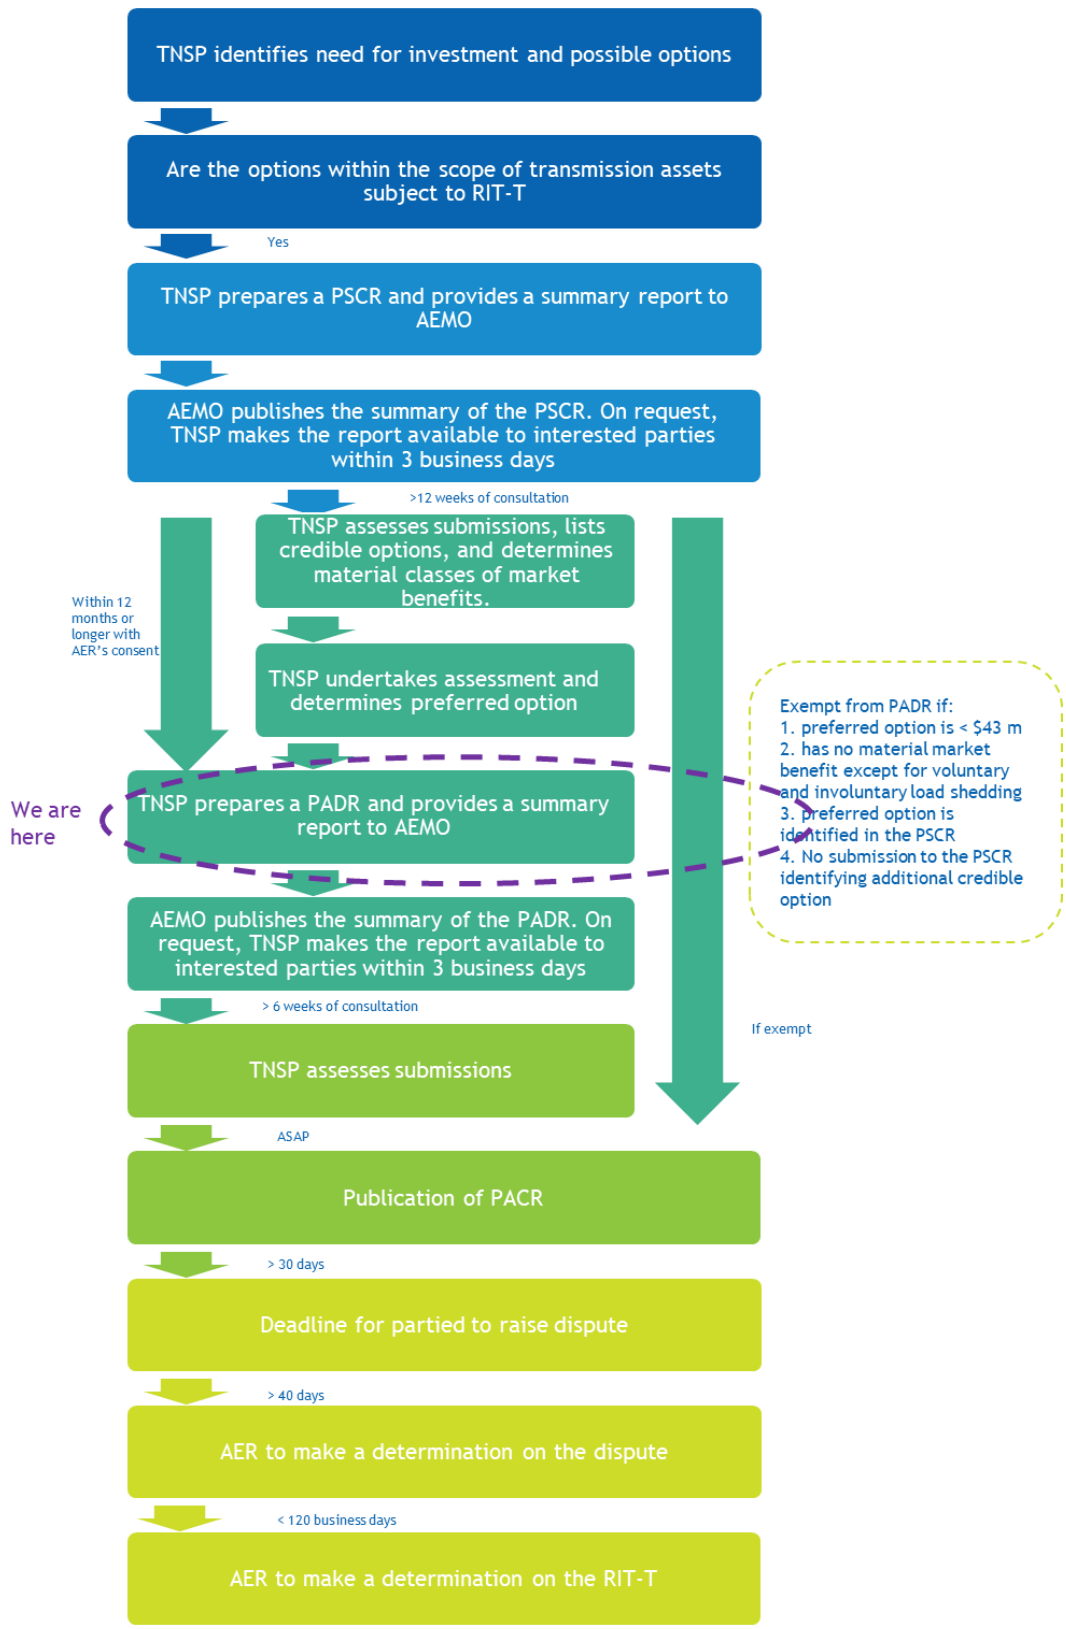 TNSP identifies need for investment and possible options
Are the options within the scope of transmission assets
subject to RIT-T
Yes
TNSP prepares a PSCR and provides a summary report to
AEMO
AEMO publishes the summary of the PSCR. On request,
TNSP makes the report available to interested parties
within 3 business days
>12 weeks of consultation
TNSP assesses submissions, lists
credible options, and determines
material classes of market
benefits.
Within 12
months or
longer with
AER's consent
TNSP undertakes assessment and
determines preferred option
Exempt from PADR if:
1. preferred option is < $43 m
2. has no material market
benefit except for voluntary
and involuntary load shedding
3. preferred option is
identified in the PSCR
4. No submission to the PSCR
identifying additional credible
option
We are
here
TNSP prepares a PADR and provides a summary
report to AEMO
AEMO publishes the summary of the PADR. On
request, TNSP makes the report available to
interested parties within 3 business days
> 6 weeks of consultation
If exempt
TNSP assesses submissions
ASAP
Publication of PACR
> 30 days
Deadline for partied to raise dispute
> 40 days
AER to make a determination on the dispute
< 120 business days
AER to make a determination on the RIT-T